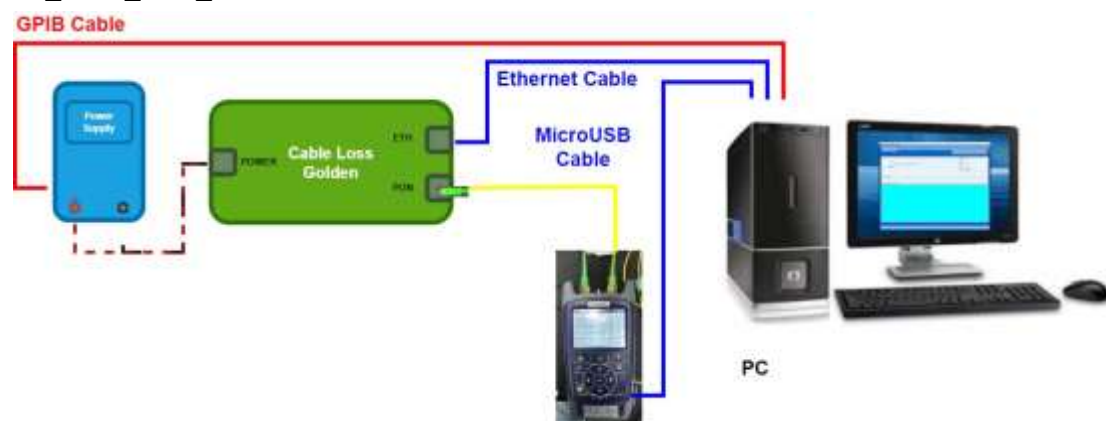 GPIB Cable
Ethernet Cable
MicroUSB
Cable
Power
Supply
ETH
POWER
Cable Loss
Golden
PON
PC